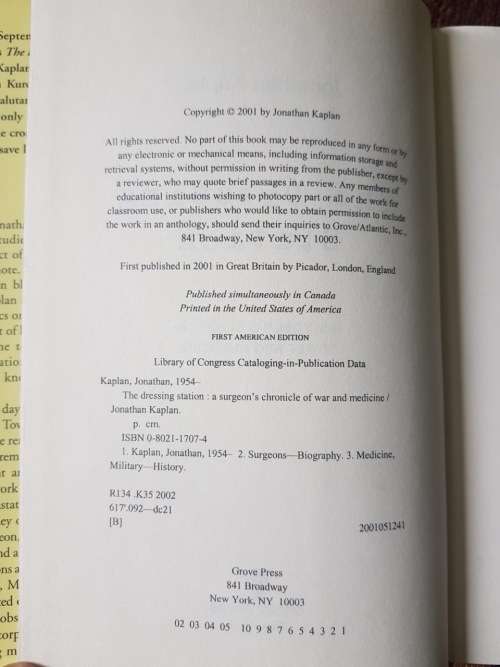 Copyright © 2001 by Jonathan Kaplan
All rights reserved. No part of this book may be reproduced in any form or by
any electronic or mechanical means, including information storage and
retrieval systems, without permission in writing from the publisher, except by
a reviewer, who may quote brief passages in a review. Any members of
educational institutions wishing to photocopy part or all of the work for
classroom use, or publishers who would like to obtain permission to include
the work in an anthology, should send their inquiries to Grove/Atlantic, Inc.,
841 Broadway, New York, NY 10003.
First published in 2001 in Great Britain by Picador, London, England
Published simultaneously in Canada
Printed in the United States of America
FIRST AMERICAN EDITION
Library of Congress Cataloging-in-Publication Data
Kaplan, Jonathan, 1954–
The dressing station : a surgeon's chronicle of war and medicine /
Jonathan Kaplan.
p. cm.
ISBN 0-8021-1707-4
1. Kaplan, Jonathan, 1954– 2. Surgeons—Biography. 3. Medicine,
Military—History.
R134 .K35 2002
617'.092—dc21
[B]
2001051241
Grove Press
841 Broadway
New York, NY 10003
02 03 04 05 10 9 8 7 6 5 4 3 2 1